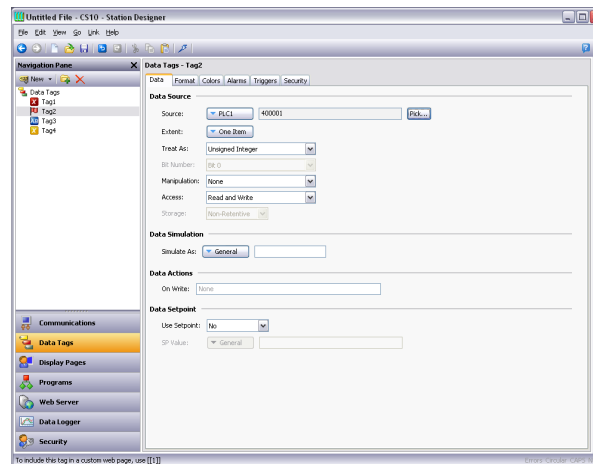 Untitled File - CS10 - Station Designer
File Edit View Go Link Help
Navigation Pane
New
Data Tags
Tag1
Tag2
Tag3
Tag4
Communications
Data Tags
Display Pages
Programs
Web Server
Data Logger
Security
Data Tags - Tag2
Data Format Colors Alarms Triggers Security
Data Source
Source: PLC1 400001 Pick...
Extent: One Item
Treat As: Unsigned Integer
Bit Number: Bit 0
Manipulation: None
Access: Read and Write
Storage: Non-Retentive
Data Simulation
Simulate As: General
Data Actions
On Write: None
Data Setpoint
Use Setpoint: No
SP Value: General
To include this tag in a custom web page, use [[1]]
Errors Circular CAPS